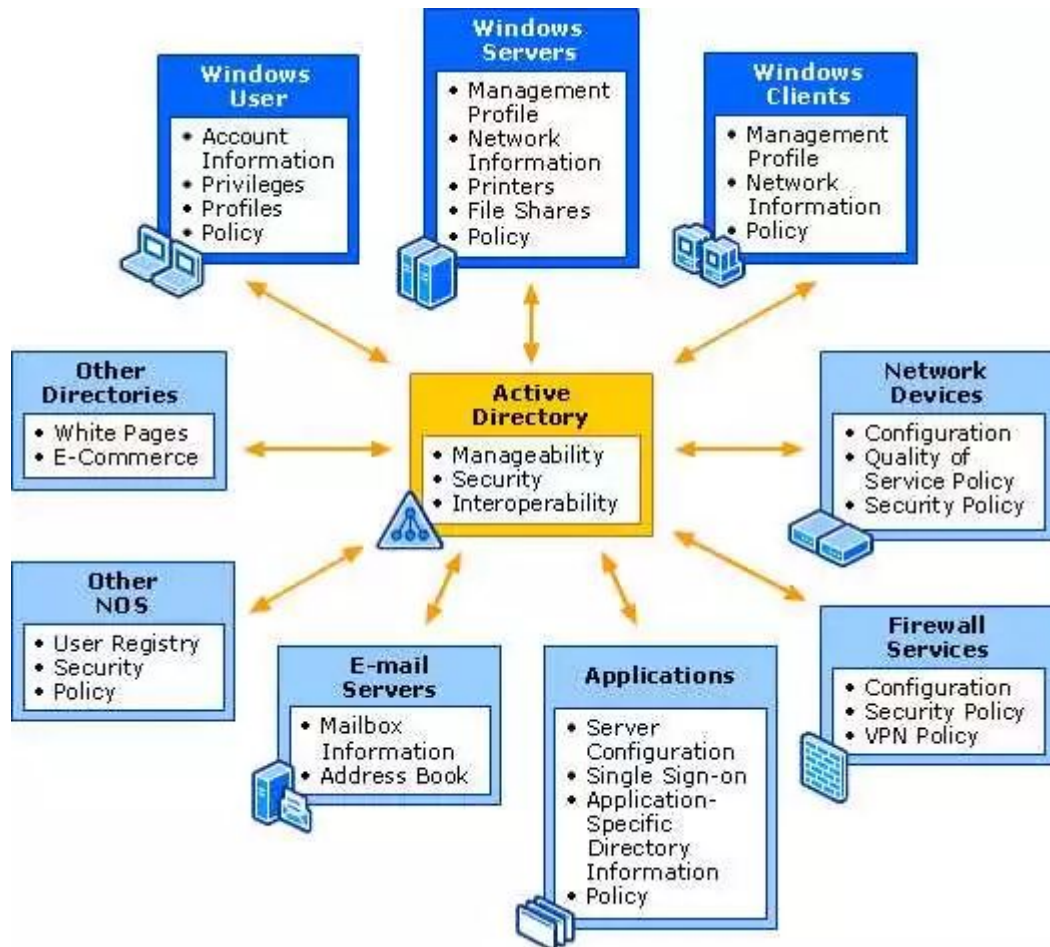 Windows
User
• Account
Information
• Privileges
• Profiles
• Policy
Windows
Servers
• Management
Profile
• Network
Information
• Printers
• File Shares
• Policy
Windows
Clients
• Management
Profile
• Network
Information
• Policy
Other
Directories
• White Pages
• E-Commerce
Active
Directory
• Manageability
• Security
• Interoperability
Network
Devices
• Configuration
• Quality of
Service Policy
• Security Policy
Other
NOS
• User Registry
• Security
• Policy
E-mail
Servers
• Mailbox
Information
• Address Book
Applications
• Server
Configuration
• Single Sign-on
• Application-
Specific
Directory
Information
• Policy
Firewall
Services
• Configuration
• Security Policy
• VPN Policy